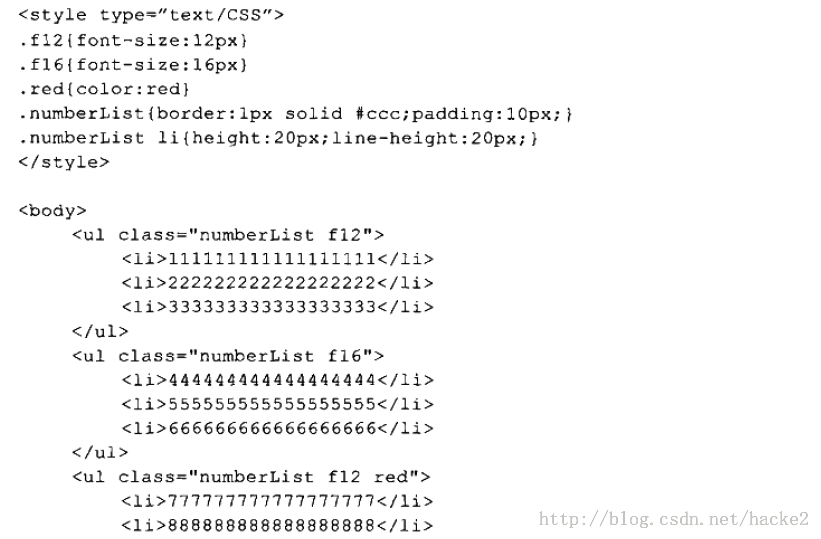 <style type=”text/CSS”>
.f12{font-size:12px}
.f16{font-size:16px}
.red{color:red}
.numberList{border:1px solid #ccc;padding:10px;}
.numberList li{height:20px;line-height:20px;}
</style>
<body>
<ul class="numberList f12">
<li>111111111111111111</li>
<li>222222222222222222</li>
<li>333333333333333333</li>
</ul>
<ul class="numberList f16">
<li>444444444444444444</li>
<li>555555555555555555</li>
<li>666666666666666666</li>
</ul>
<ul class="numberList f12 red">
<li>777777777777777777</li>
<li>888888888888888888</li>
http://blog.csdn.net/hacke2